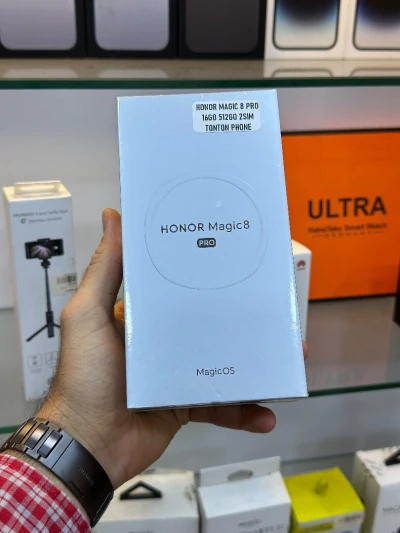 HONOR MAGIC 8 PRO
16GO 512GO 2SIM
TONTON PHONE
HONOR Magic8
PRO
MagicOS
ULTRA